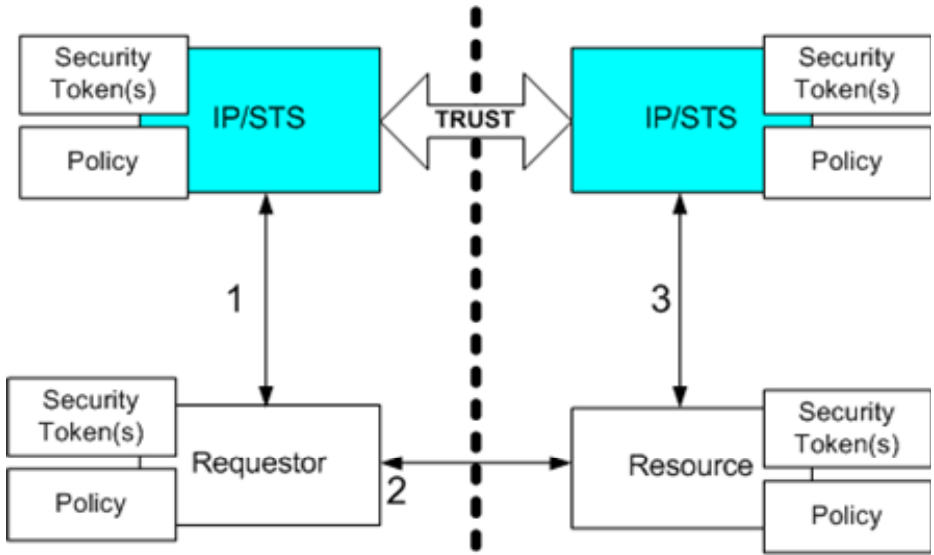 Security
Token(s)
Policy
IP/STS
TRUST
IP/STS
Security
Token(s)
Policy
1
3
Security
Token(s)
Policy
Requestor
2
Resource
Security
Token(s)
Policy